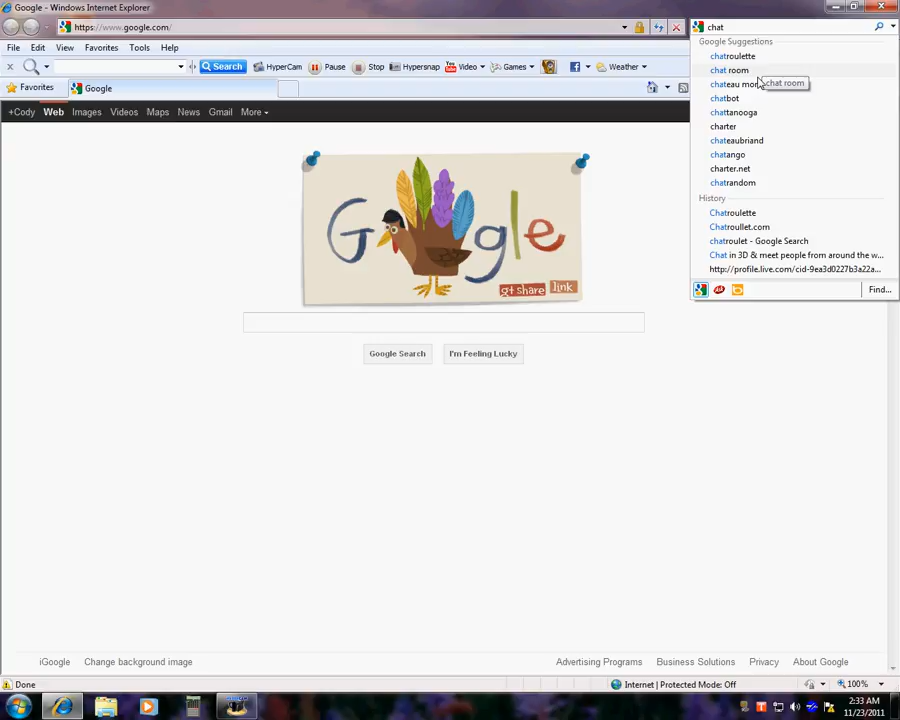 Google - Windows Internet Explorer
https://www.google.com/
chat
File Edit View Favorites Tools Help
Search HyperCam Pause Stop Hypersnap Video Games Weather
Favorites Google
+Cody Web Images Videos Maps News Gmail More
Google Suggestions
chatroulette
chat room
chateau mor
chat room
chatbot
chattanooga
charter
chateaubriand
chatango
charter.net
chatrandom
History
Chatroulette
Chatroullet.com
chatroulet - Google Search
Chat in 3D & meet people from around the w...
http://profile.live.com/cid-9ea3d0227b3a22a...
Find...
Google
g+ share link
Google Search I'm Feeling Lucky
iGoogle Change background image Advertising Programs Business Solutions Privacy About Google
Done Internet | Protected Mode: Off 100%
2:33 AM
11/23/2011